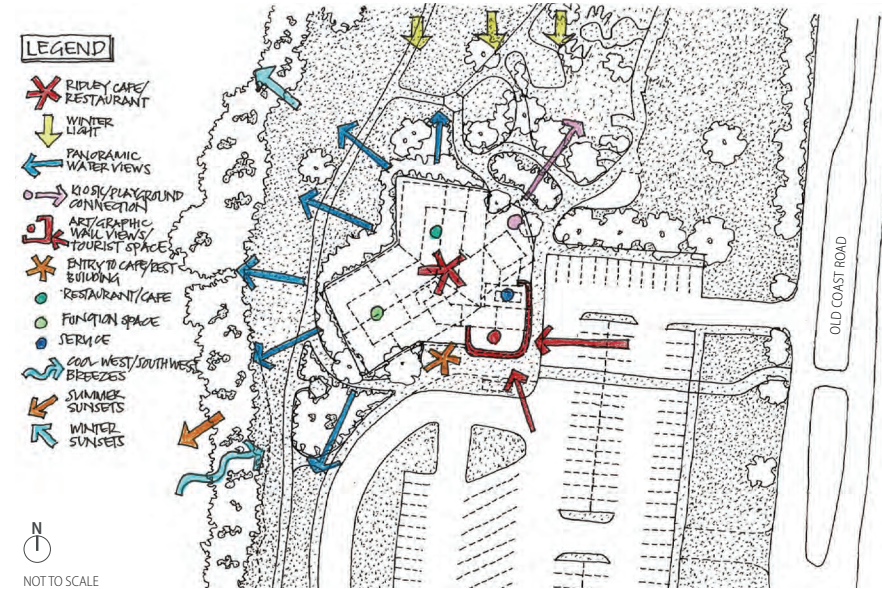 LEGEND
RIDLEY CAFE/
RESTAURANT
WINTER
LIGHT
PANORAMIC
WATER VIEWS
KIOSK/PLAYGROUND
CONNECTION
ART/GRAPHIC
WALL VIEWS/
TOURIST SPACE
ENTRY TO CAFE/REST
BUILDING
RESTAURANT/CAFE
FUNCTION SPACE
SERVICE
COOL WEST/SOUTH WEST
BREEZES
SUMMER
SUNSETS
WINTER
SUNSETS
N
NOT TO SCALE
OLD COAST ROAD